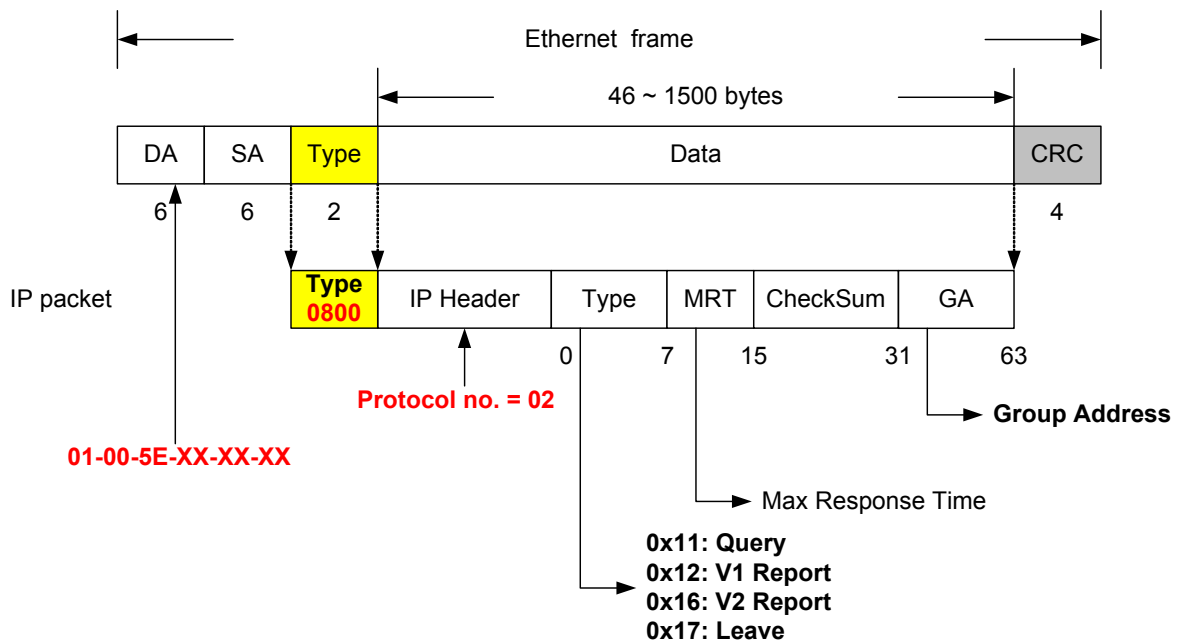 Ethernet frame
46 ~ 1500 bytes
DA SA Type Data CRC
6 6 2 4
IP packet
Type
0800
IP Header Type MRT CheckSum GA
0 7 15 31 63
Protocol no. = 02
Group Address
01-00-5E-XX-XX-XX
Max Response Time
0x11: Query
0x12: V1 Report
0x16: V2 Report
0x17: Leave